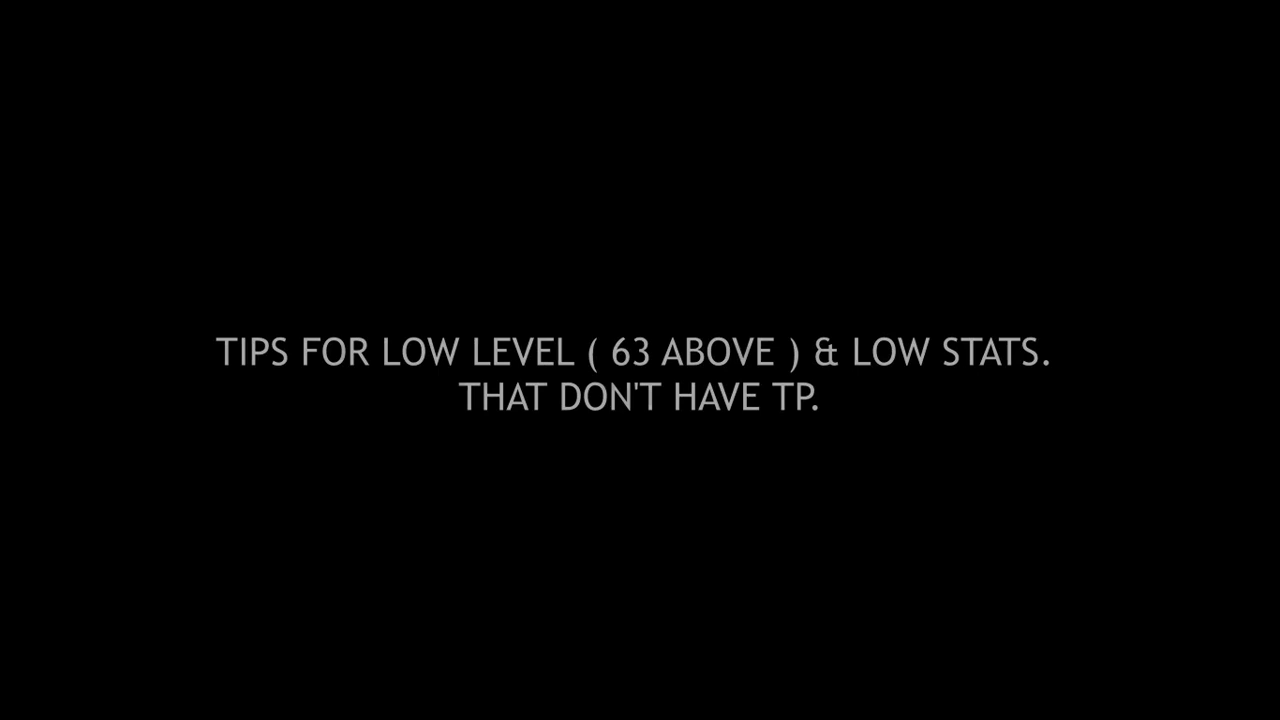 TIPS FOR LOW LEVEL ( 63 ABOVE ) & LOW STATS.
THAT DON'T HAVE TP.